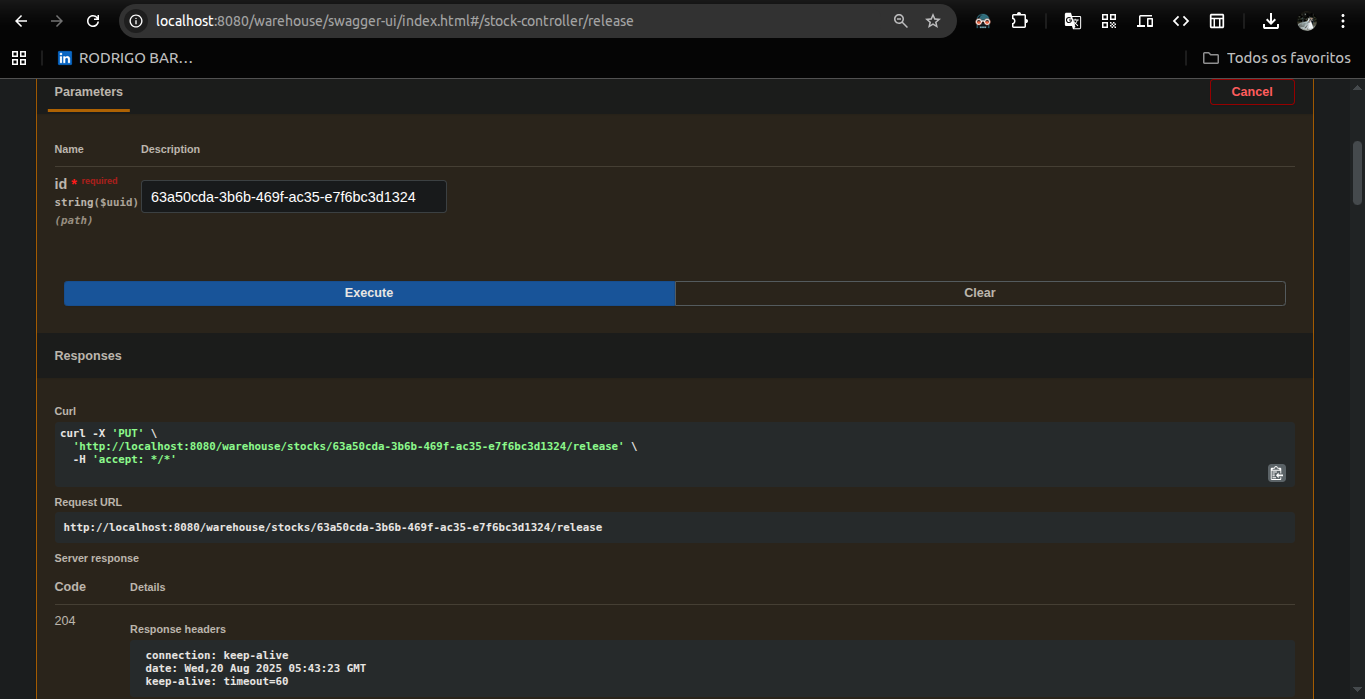 localhost:8080/warehouse/swagger-ui/index.html#/stock-controller/release
RODRIGO BAR...
Todos os favoritos
Parameters
Cancel
Name Description
id * required
string($uuid)
(path)
63a50cda-3b6b-469f-ac35-e7f6bc3d1324
Execute Clear
Responses
Curl
curl -X 'PUT' \
'http://localhost:8080/warehouse/stocks/63a50cda-3b6b-469f-ac35-e7f6bc3d1324/release' \
-H 'accept: */*'
Request URL
http://localhost:8080/warehouse/stocks/63a50cda-3b6b-469f-ac35-e7f6bc3d1324/release
Server response
Code Details
204
Response headers
connection: keep-alive
date: Wed,20 Aug 2025 05:43:23 GMT
keep-alive: timeout=60